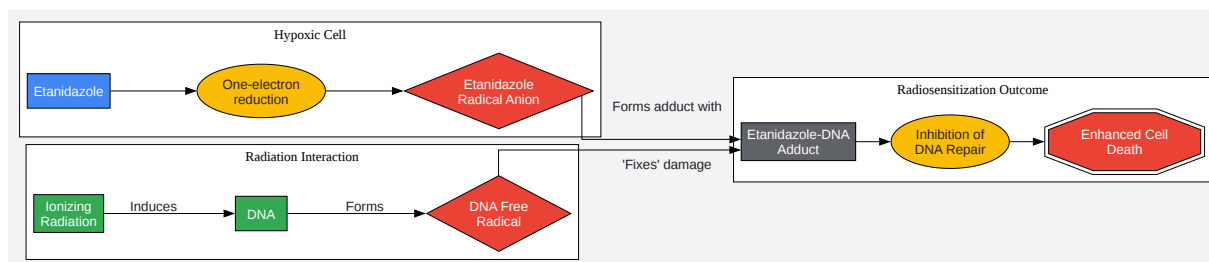 Hypoxic Cell
Etanidazole
One-electron
reduction
Etanidazole
Radical Anion
Forms adduct with
Radiation Interaction
Ionizing
Radiation
Induces
DNA
Forms
DNA Free
Radical
'Fixes' damage
Radiosensitization Outcome
Etanidazole-DNA
Adduct
Inhibition of
DNA Repair
Enhanced Cell
Death